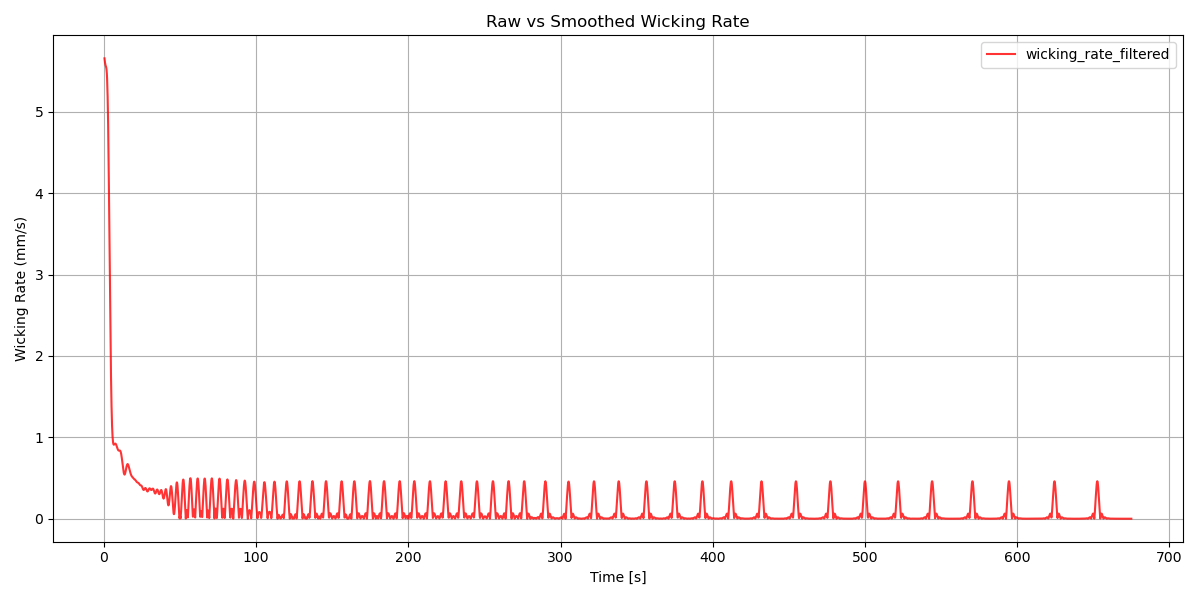 Raw vs Smoothed Wicking Rate
wicking_rate_filtered
Wicking Rate (mm/s)
5
4
3
2
1
0
0 100 200 300 400 500 600 700
Time [s]